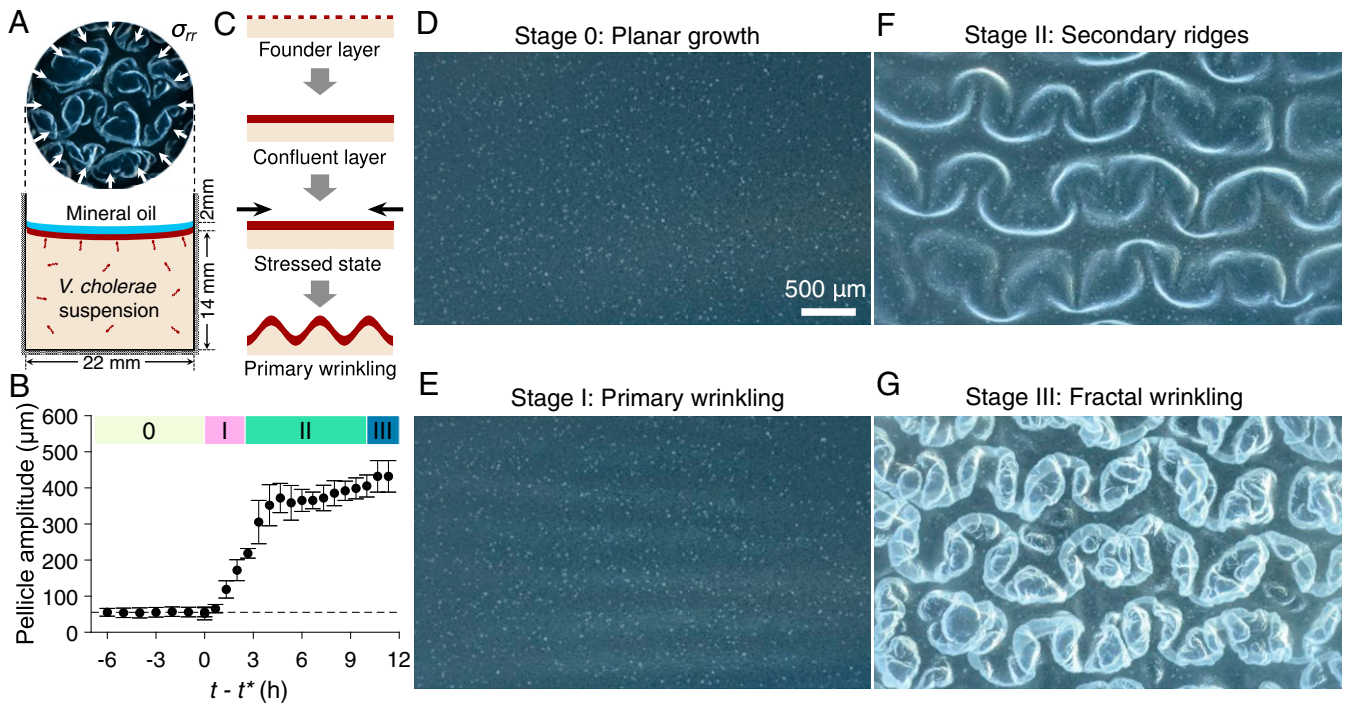 A
σrr
Mineral oil
2mm
V. cholerae
suspension
14 mm
22 mm
B
Pellicle amplitude (µm)
600
500
400
300
200
100
0
0
I
II
III
-6
-3
0
3
6
9
12
t - t* (h)
C
Founder layer
Confluent layer
Stressed state
Primary wrinkling
D
Stage 0: Planar growth
500 µm
E
Stage I: Primary wrinkling
F
Stage II: Secondary ridges
G
Stage III: Fractal wrinkling